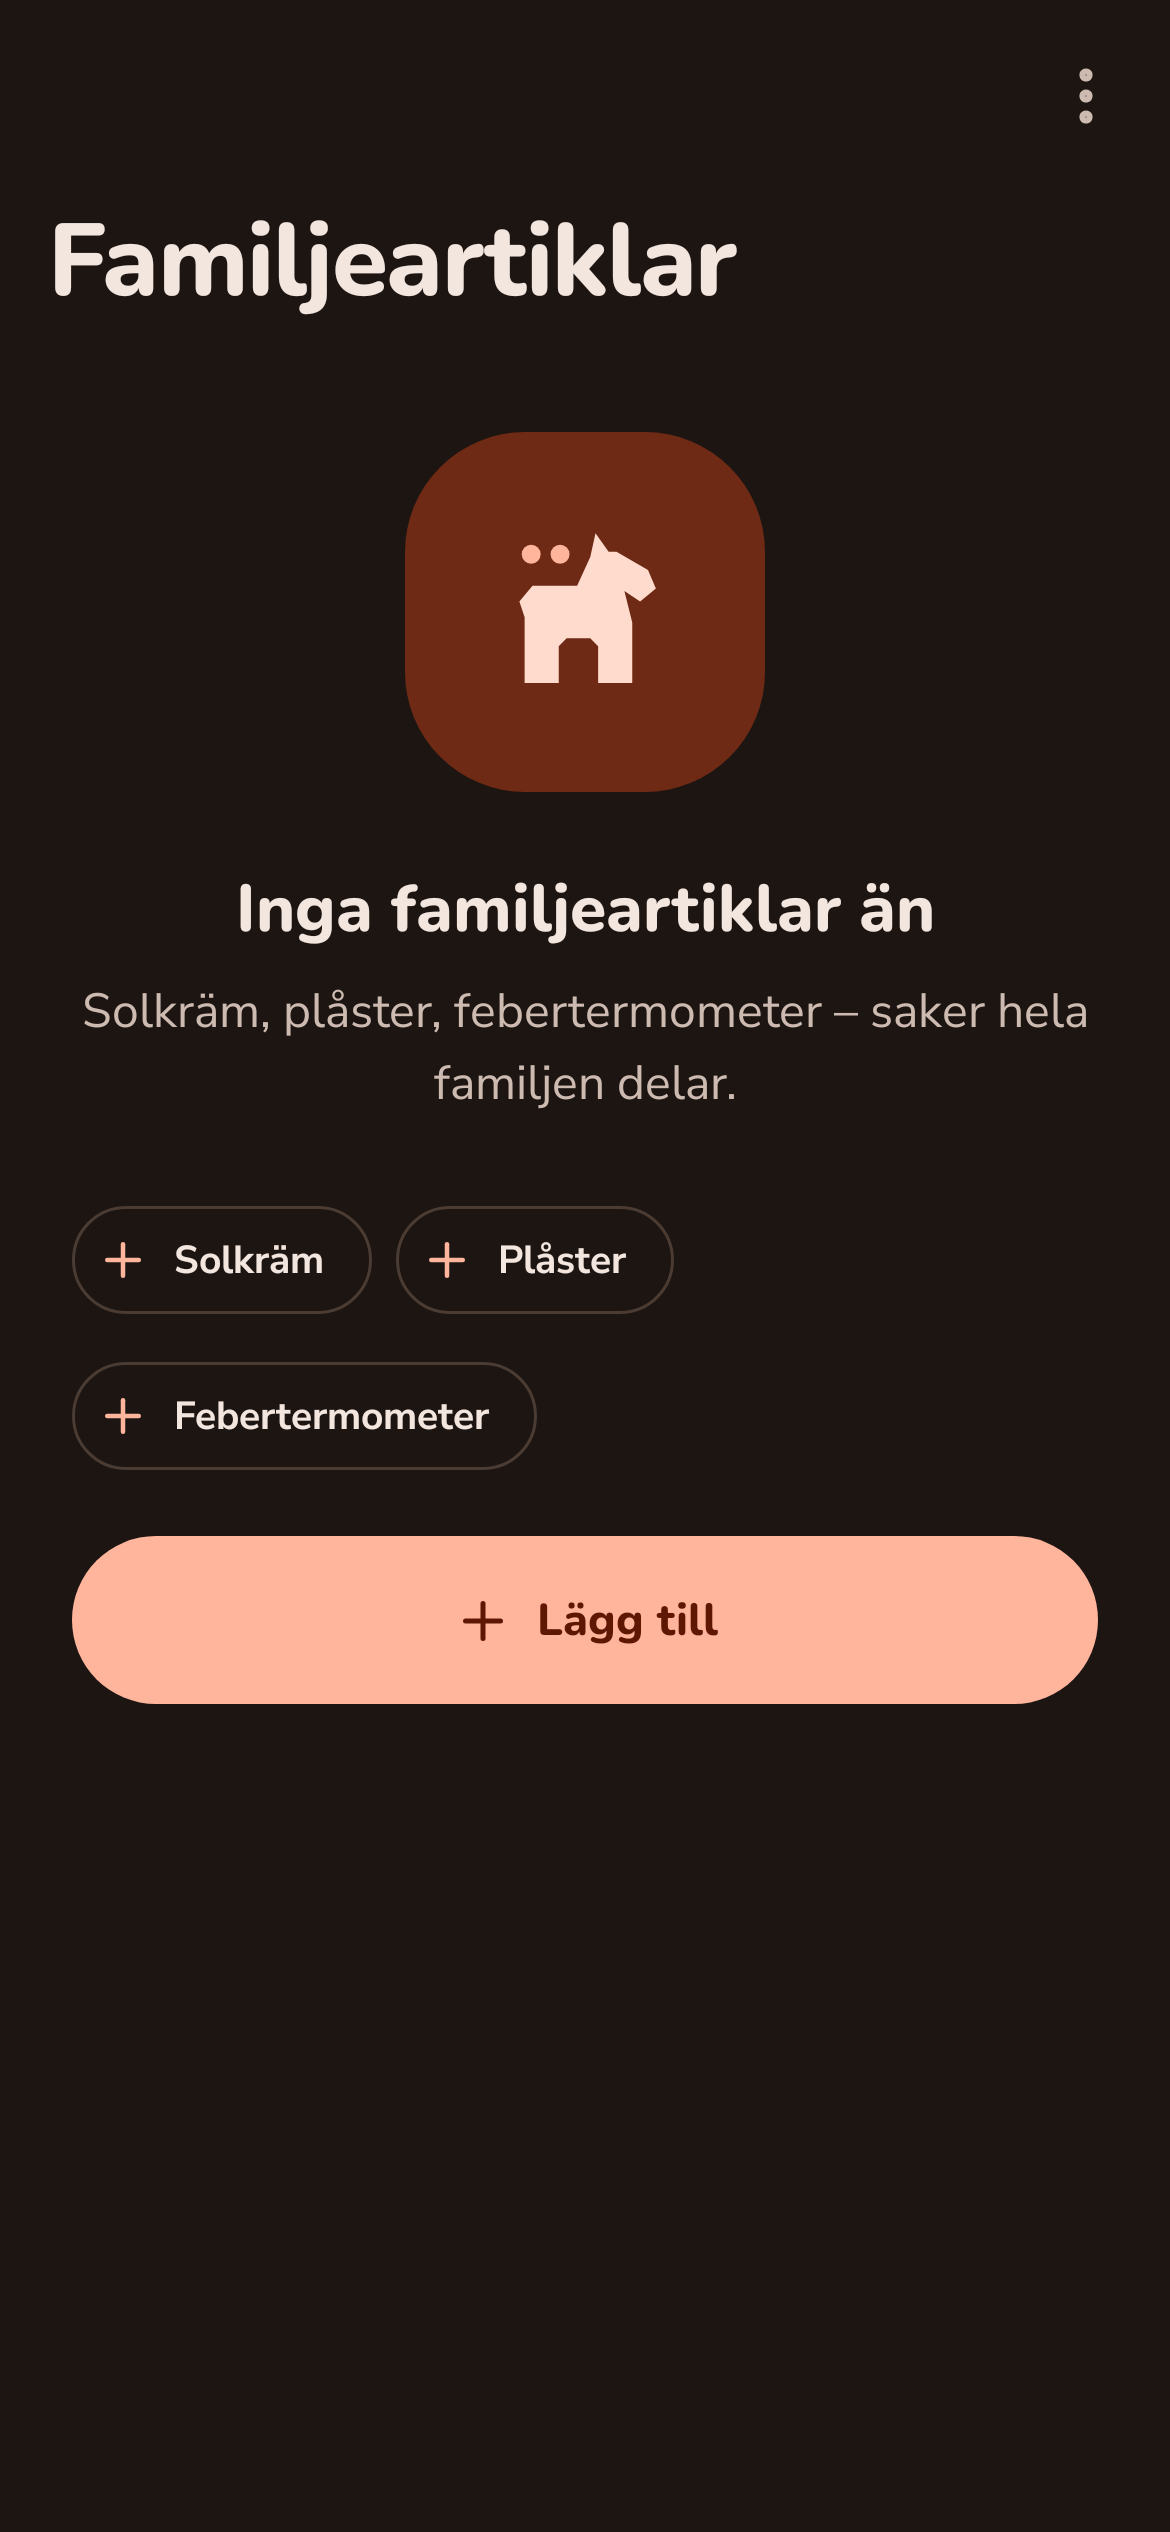 Familjeartiklar
Inga familjeartiklar än
Solkräm, plåster, febertermometer – saker hela
familjen delar.
Solkräm
Plåster
Febertermometer
Lägg till